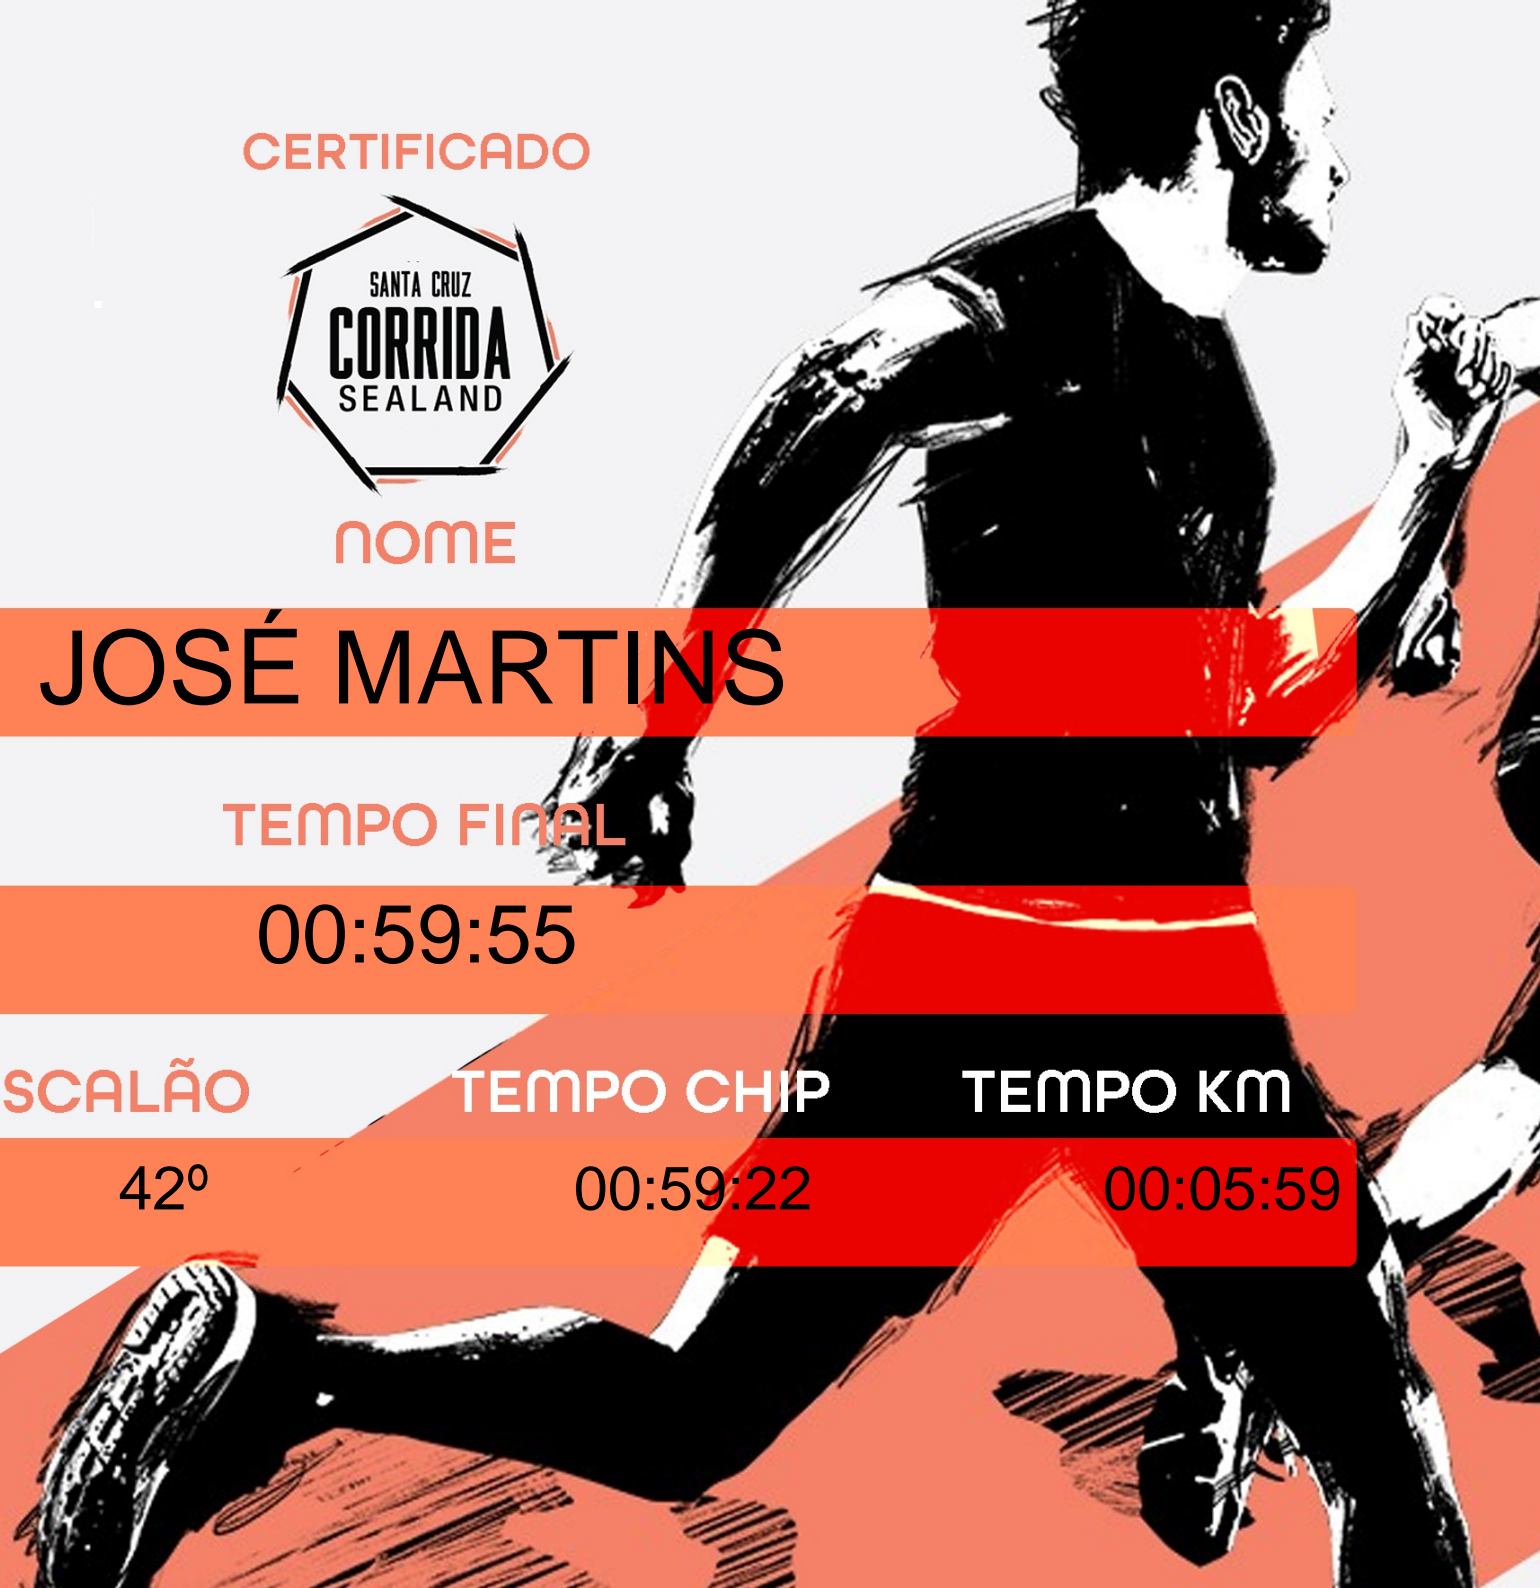 CERTIFICADO
SANTA CRUZ
CORRIDA
SEALAND
NOME
JOSÉ MARTINS
TEMPO FINAL
00:59:55
SCALÃO TEMPO CHIP TEMPO KM
42º 00:59:22 00:05:59